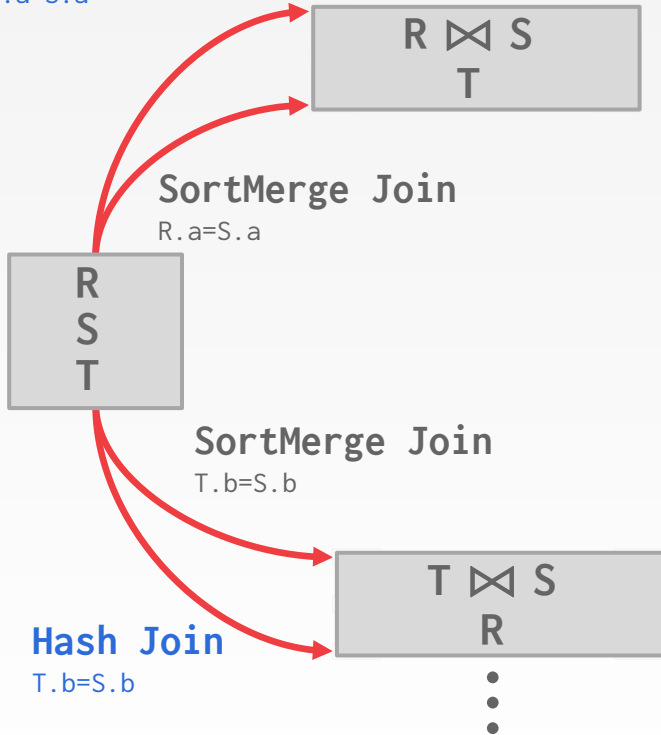 R ⋈ S
T
SortMerge Join
R.a=S.a
R
S
T
SortMerge Join
T.b=S.b
T ⋈ S
R
Hash Join
T.b=S.b